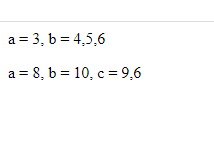 a = 3, b = 4,5,6
a = 8, b = 10, c = 9,6